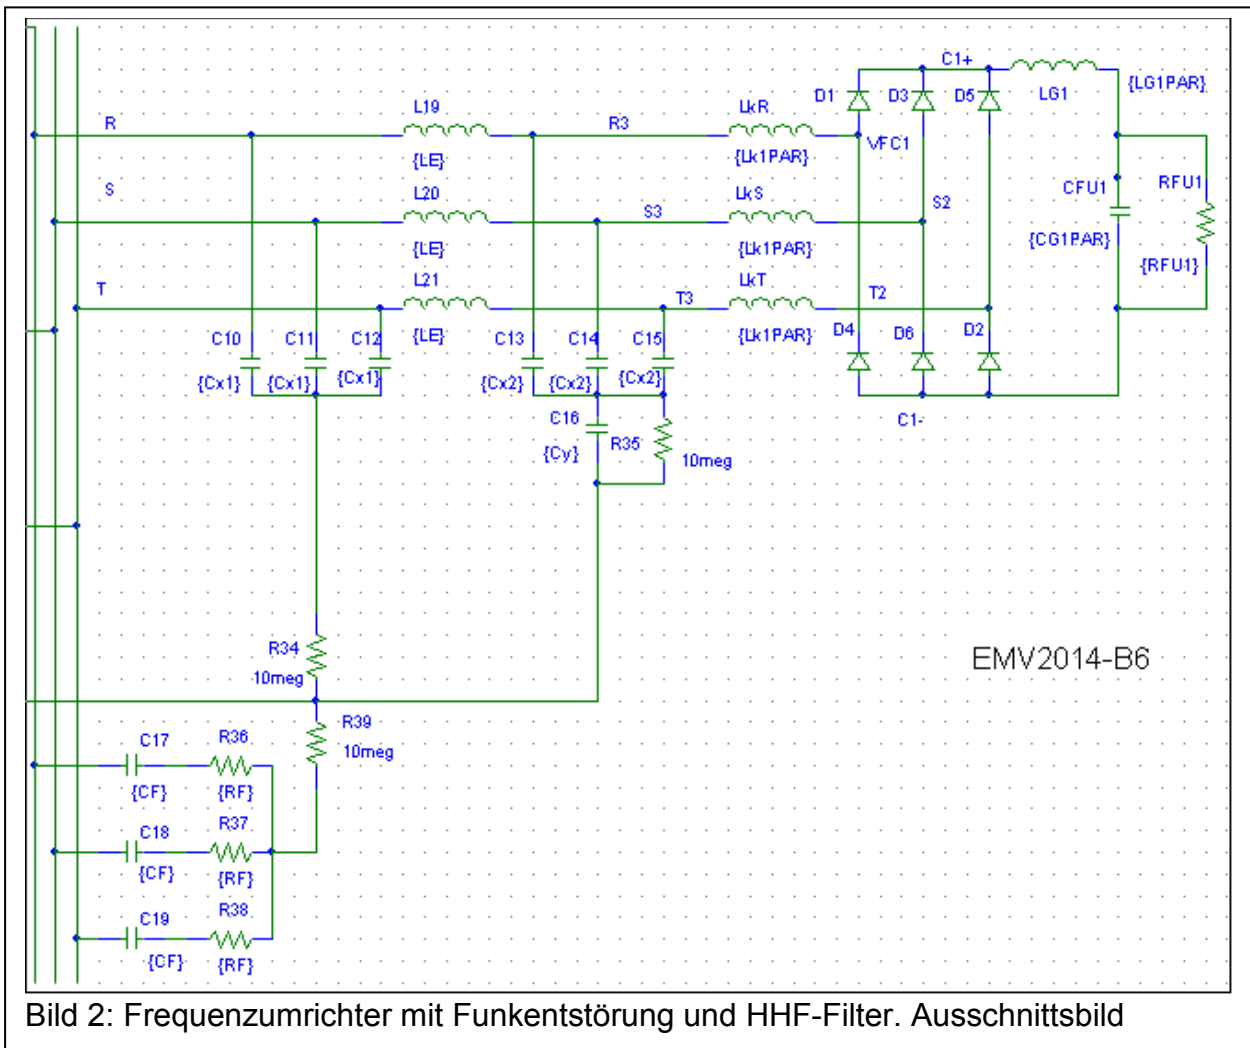 C1+
D1 D3 D5 LG1 {LG1PAR}
R L19 R3 LkR VFC1
{LE} {Lk1PAR}
S L20 S3 LkS S2 CFU1 RFU1
{LE} {Lk1PAR} {CG1PAR} {RFU1}
T L21 T3 LkT T2
C10 C11 C12 {LE} C13 C14 C15 {Lk1PAR} D4 D6 D2
{Cx1} {Cx1} {Cx1} {Cx2} {Cx2} {Cx2}
C16 R35 C1-
{Cy} 10meg
R34 EMV2014-B6
10meg
R39
10meg
C17 R36
{CF} {RF}
C18 R37
{CF} {RF}
C19 R38
{CF} {RF}
Bild 2: Frequenzumrichter mit Funkentstörung und HHF-Filter. Ausschnittsbild